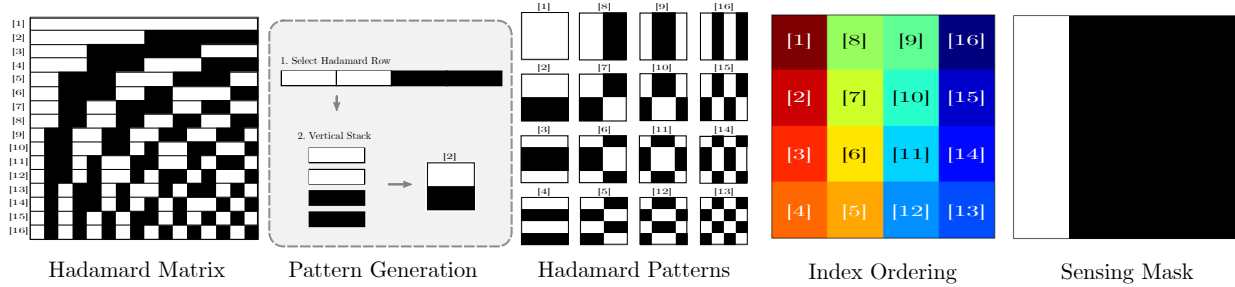 [1]
[2]
[3]
[4]
[5]
[6]
[7]
[8]
[9]
[10]
[11]
[12]
[13]
[14]
[15]
[16]
Hadamard Matrix
1. Select Hadamard Row
2. Vertical Stack
[2]
Pattern Generation
[1] [8] [9] [16]
[2] [7] [10] [15]
[3] [6] [11] [14]
[4] [5] [12] [13]
Hadamard Patterns
[1] [8] [9] [16]
[2] [7] [10] [15]
[3] [6] [11] [14]
[4] [5] [12] [13]
Index Ordering
Sensing Mask